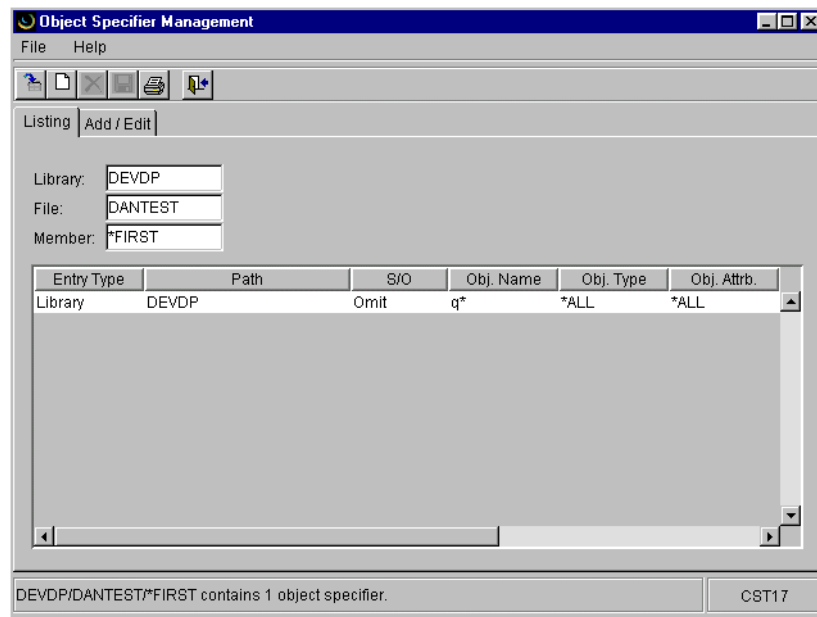 Object Specifier Management
File Help
Listing Add / Edit
Library: DEVDP
File: DANTEST
Member: *FIRST
Entry Type Path S/O Obj. Name Obj. Type Obj. Attrb.
Library DEVDP Omit q* *ALL *ALL
DEVDP/DANTEST/*FIRST contains 1 object specifier. CST17